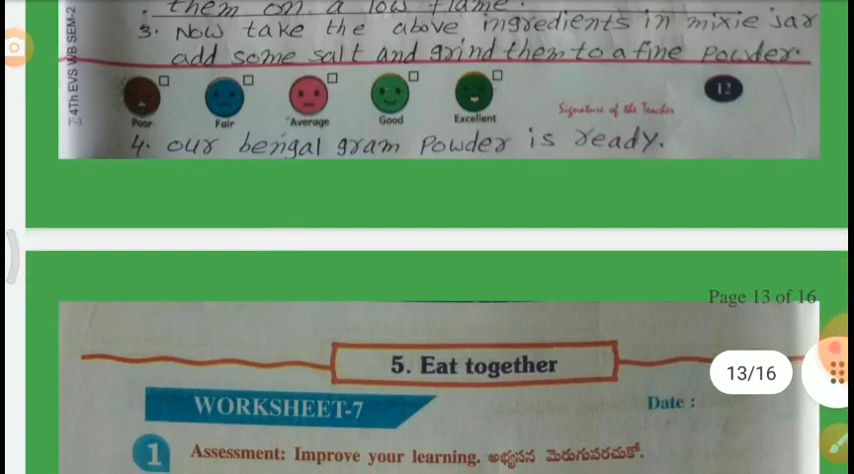 them on a low flame.
3. Now take the above ingredients in mixie jar
add some salt and grind them to a fine powder.
4Th EVS WB SEM-2
Poor
Fair
Average
Good
Excellent
Signature of the Teacher
12
4. our bengal gram powder is ready.
Page 13 of 16
5. Eat together
13/16
WORKSHEET-7
Date :
1 Assessment: Improve your learning. అభ్యసన మెరుగుపరచుకో.